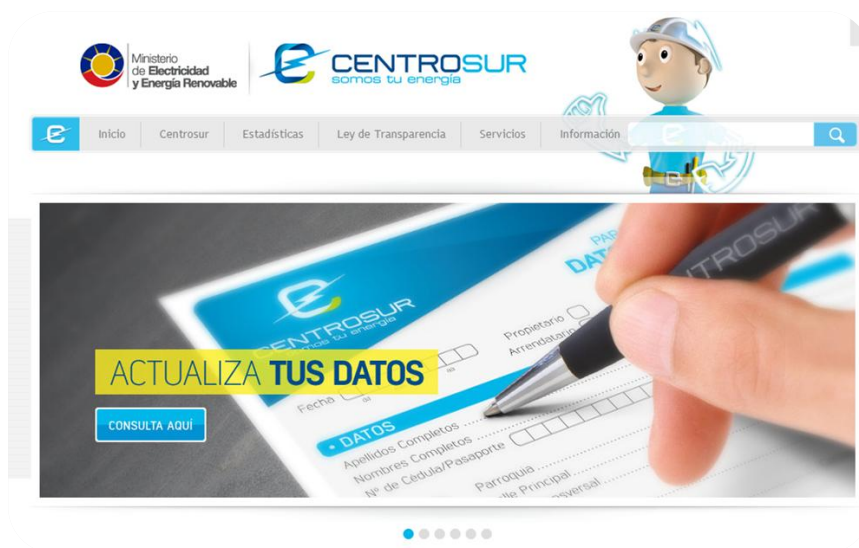 Ministerio
de Electricidad
y Energía Renovable
CENTROSUR
somos tu energía
Inicio
Centrosur
Estadísticas
Ley de Transparencia
Servicios
Información
CENTROSUR
somos tu energía
Propietario
Arrendatario
Fecha
• DATOS
Apellidos Completos
Nombres Completos
Nº de Cédula/Pasaporte
Parroquia
Principal
ACTUALIZA TUS DATOS
CONSULTA AQUÍ